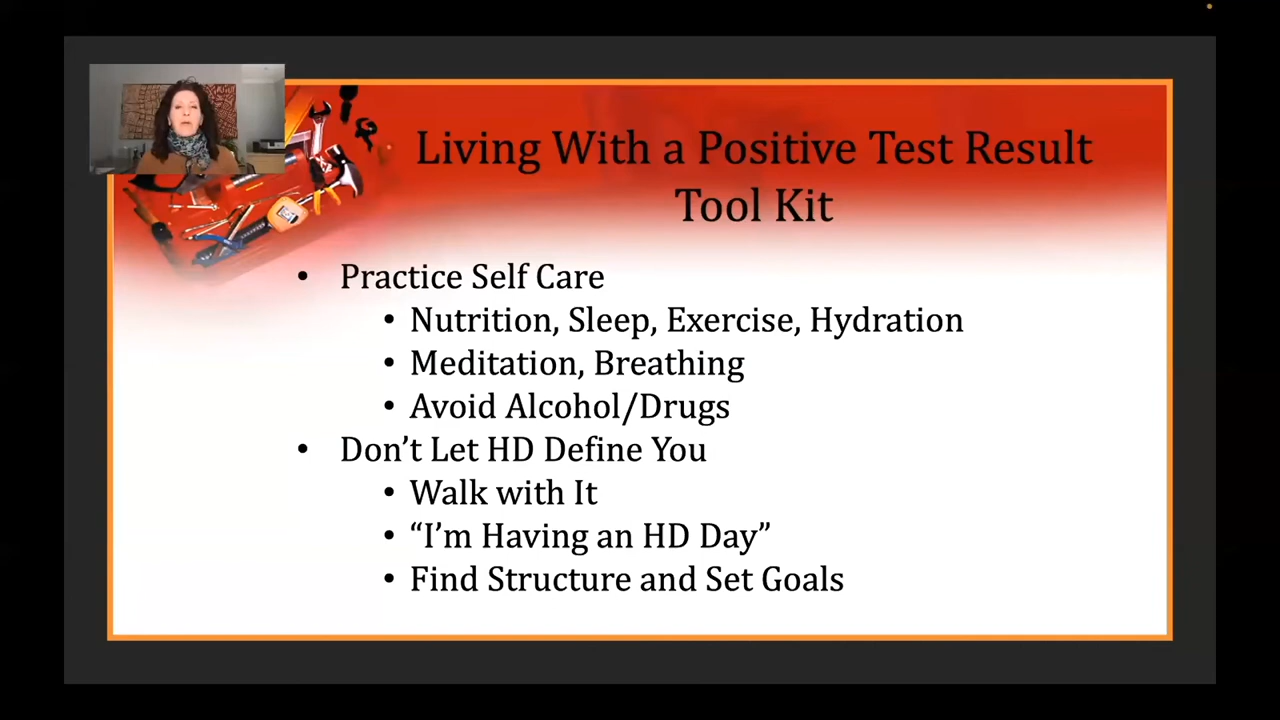 Living With a Positive Test Result
Tool Kit
• Practice Self Care
• Nutrition, Sleep, Exercise, Hydration
• Meditation, Breathing
• Avoid Alcohol/Drugs
• Don’t Let HD Define You
• Walk with It
• “I’m Having an HD Day”
• Find Structure and Set Goals